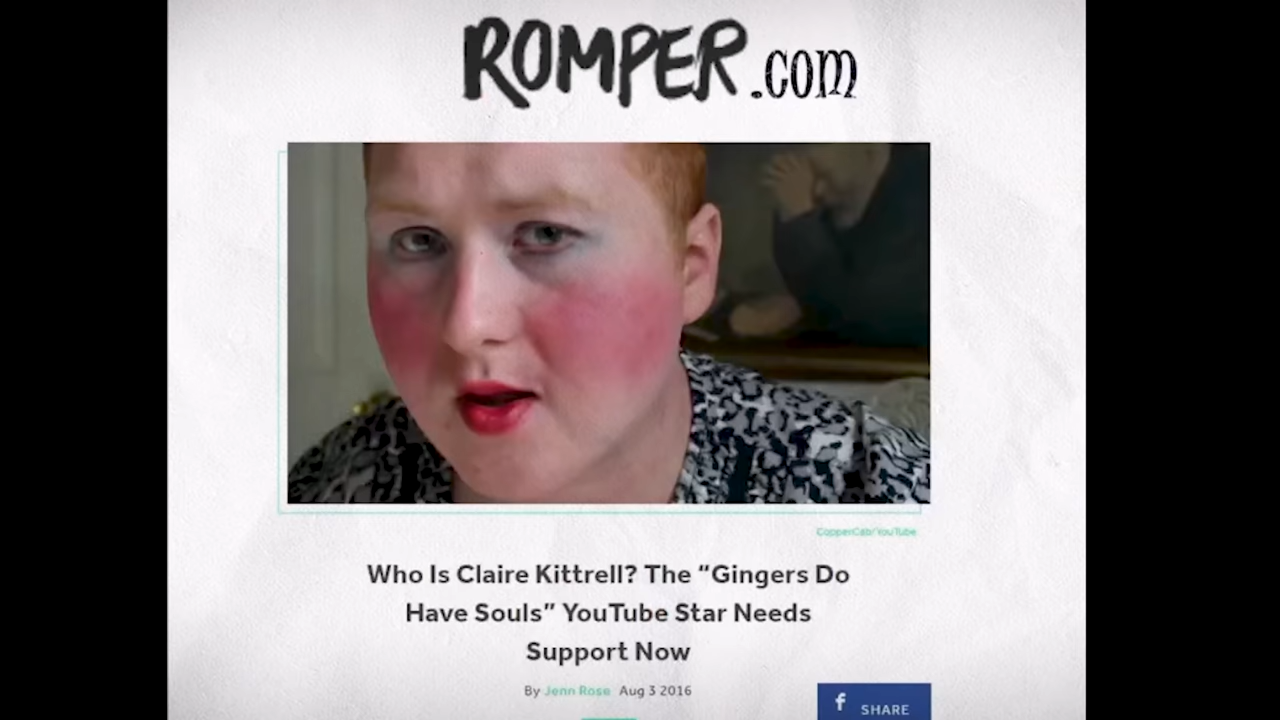 ROMPER.com
CopperCab/YouTube
Who Is Claire Kittrell? The “Gingers Do
Have Souls” YouTube Star Needs
Support Now
By Jenn Rose Aug 3 2016
f SHARE